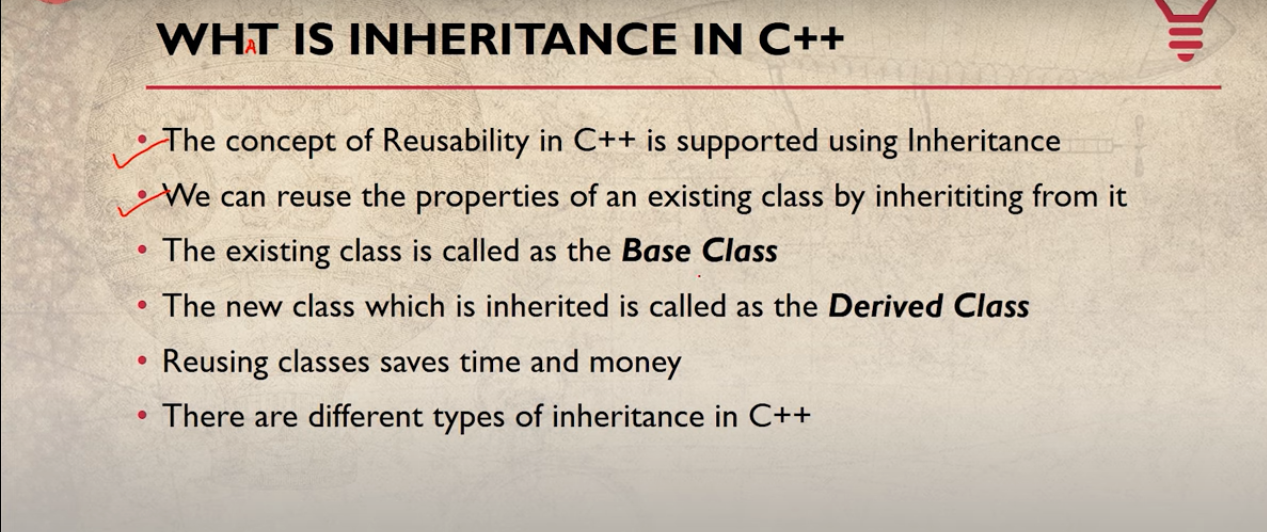 WHAT IS INHERITANCE IN C++
• The concept of Reusability in C++ is supported using Inheritance
• We can reuse the properties of an existing class by inherititing from it
• The existing class is called as the Base Class
• The new class which is inherited is called as the Derived Class
• Reusing classes saves time and money
• There are different types of inheritance in C++